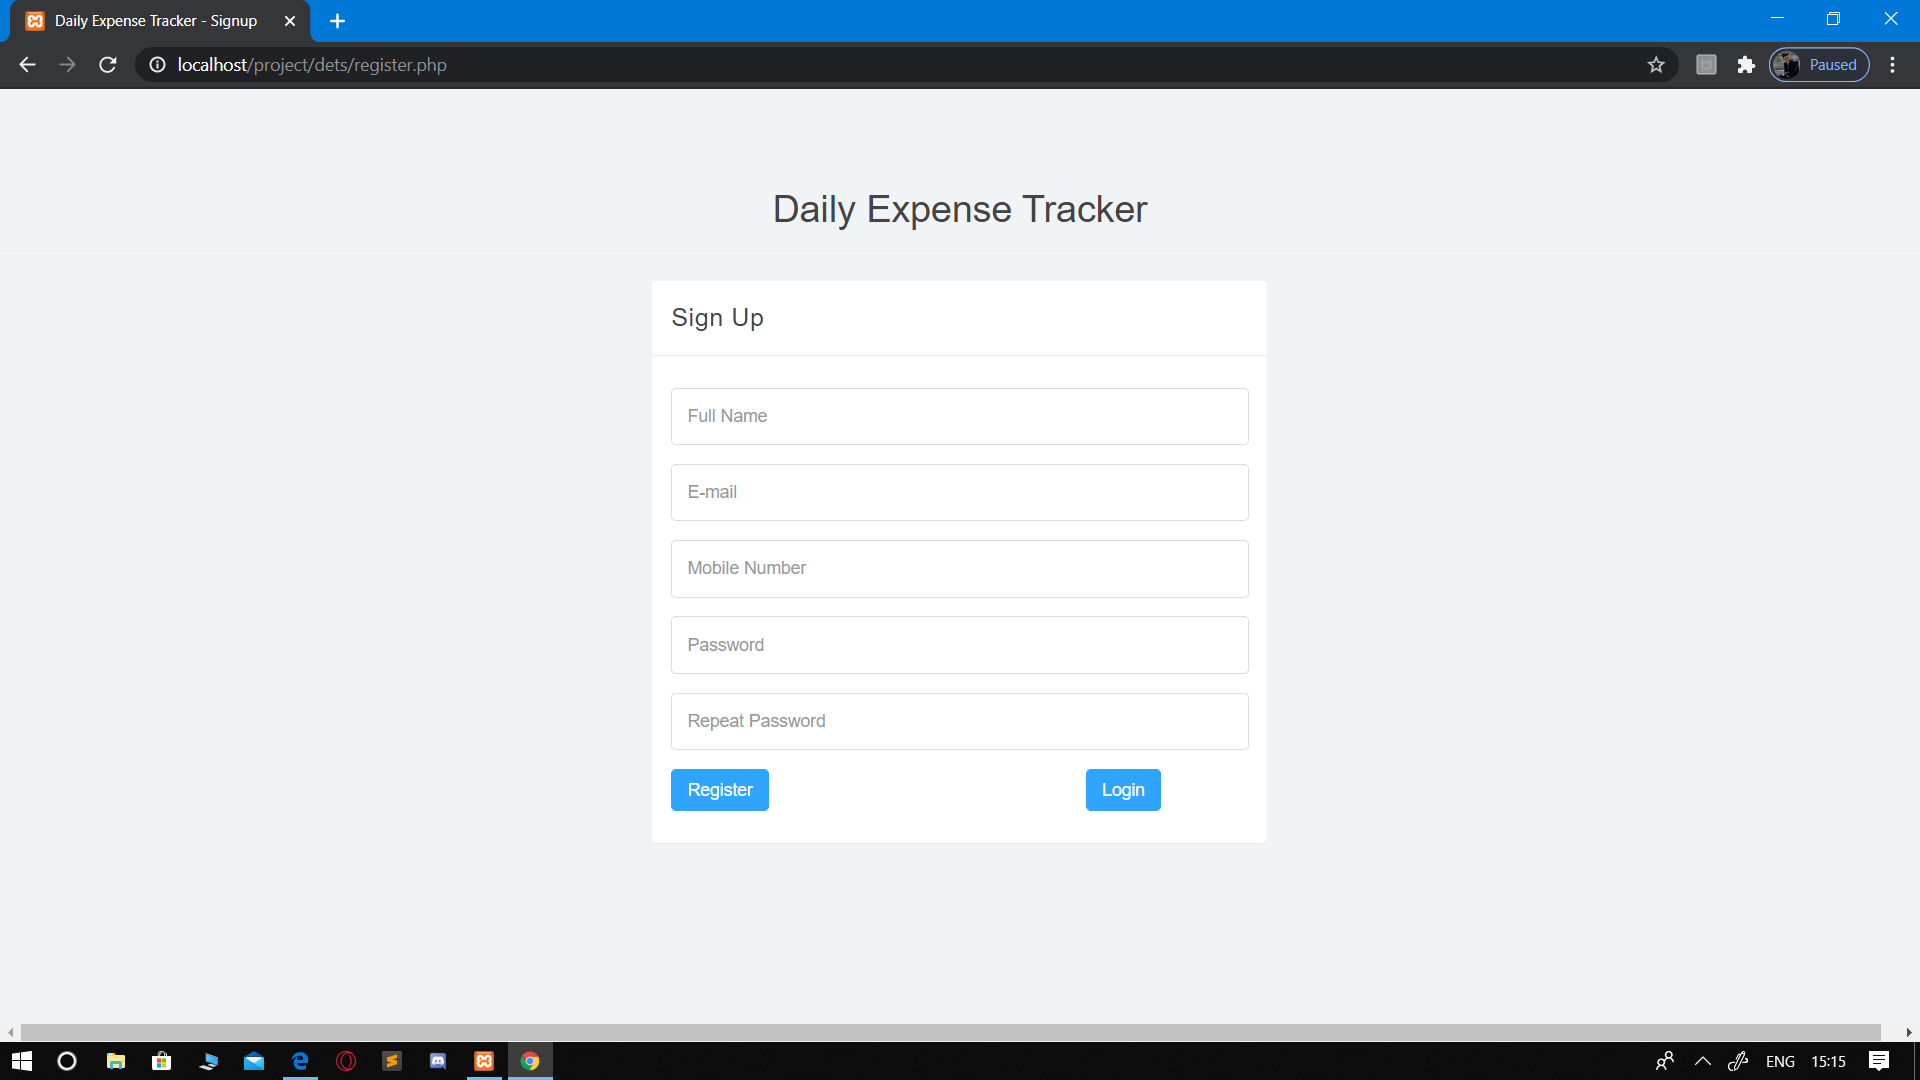 Daily Expense Tracker - Signup
localhost/project/dets/register.php
Paused
Daily Expense Tracker
Sign Up
Full Name
E-mail
Mobile Number
Password
Repeat Password
Register Login
ENG 15:15